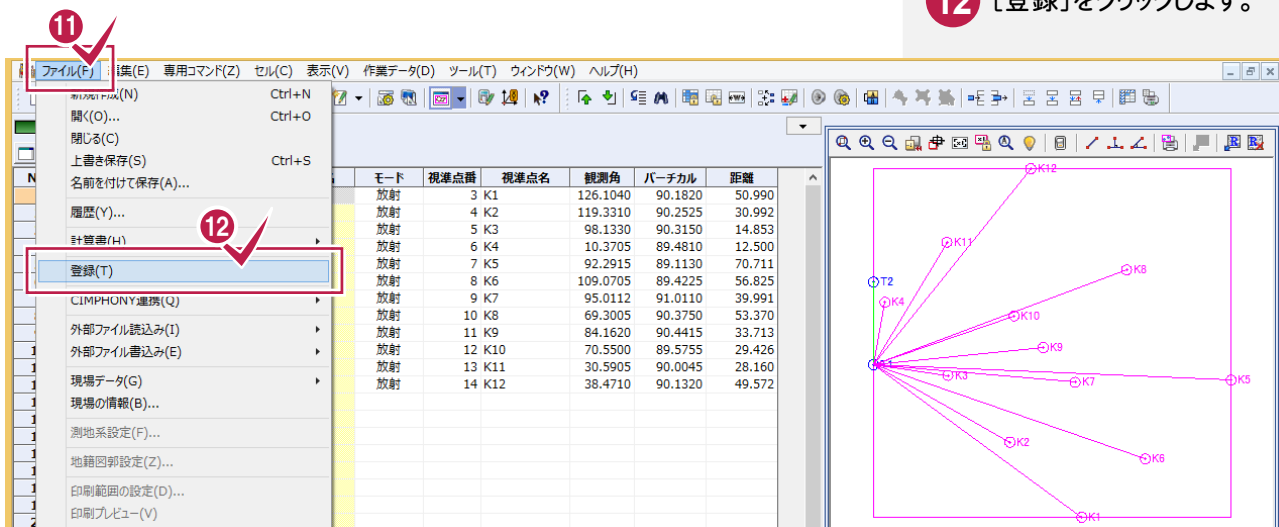 12 [登録]をクリックします。
11
ファイル(F) 編集(E) 専用コマンド(Z) セル(C) 表示(V) 作業データ(D) ツール(T) ウィンドウ(W) ヘルプ(H)
新規作成(N) Ctrl+N
開く(O)... Ctrl+O
閉じる(C)
上書き保存(S) Ctrl+S
名前を付けて保存(A)...
履歴(Y)...
計算書(H)
12
登録(T)
CIMPHONY連携(Q)
外部ファイル読込み(I)
外部ファイル書込み(E)
現場データ(G)
現場の情報(B)...
測地系設定(F)...
地籍図郭設定(Z)...
印刷範囲の設定(D)...
印刷プレビュー(V)
モード 視準点番 視準点名 観測角 バーチカル 距離
放射 3 K1 126.1040 90.1820 50.990
放射 4 K2 119.3310 90.2525 30.992
放射 5 K3 98.1330 90.3150 14.853
放射 6 K4 10.3705 89.4810 12.500
放射 7 K5 92.2915 89.1130 70.711
放射 8 K6 109.0705 89.4225 56.825
放射 9 K7 95.0112 91.0110 39.991
放射 10 K8 69.3005 90.3750 53.370
放射 11 K9 84.1620 90.4415 33.713
放射 12 K10 70.5500 89.5755 29.426
放射 13 K11 30.5905 90.0045 28.160
放射 14 K12 38.4710 90.1320 49.572
K12
K11
K8
T2
K4
K10
K9
K3
K7
K5
K2
K6
K1